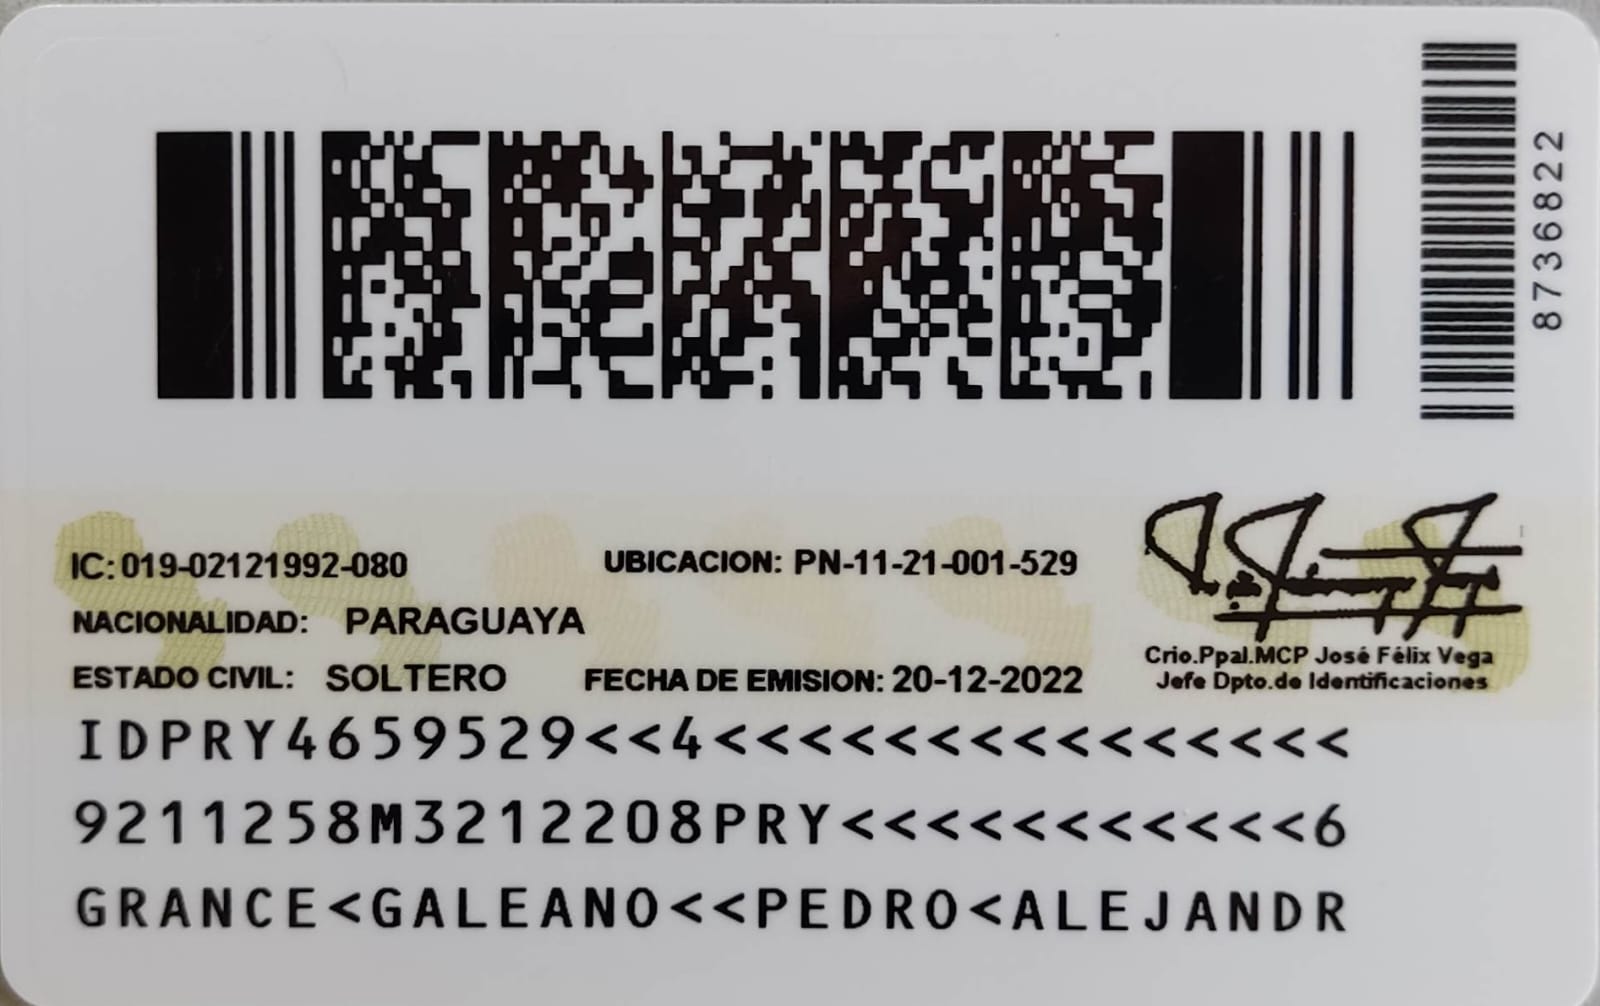 8736822
IC: 019-02121992-080 UBICACION: PN-11-21-001-529
NACIONALIDAD: PARAGUAYA
ESTADO CIVIL: SOLTERO FECHA DE EMISION: 20-12-2022
Crio.Ppal.MCP José Félix Vega
Jefe Dpto.de Identificaciones
IDPRY4659529<<4<<<<<<<<<<<<<<<
9211258M3212208PRY<<<<<<<<<<<6
GRANCE<GALEANO<<PEDRO<ALEJANDR